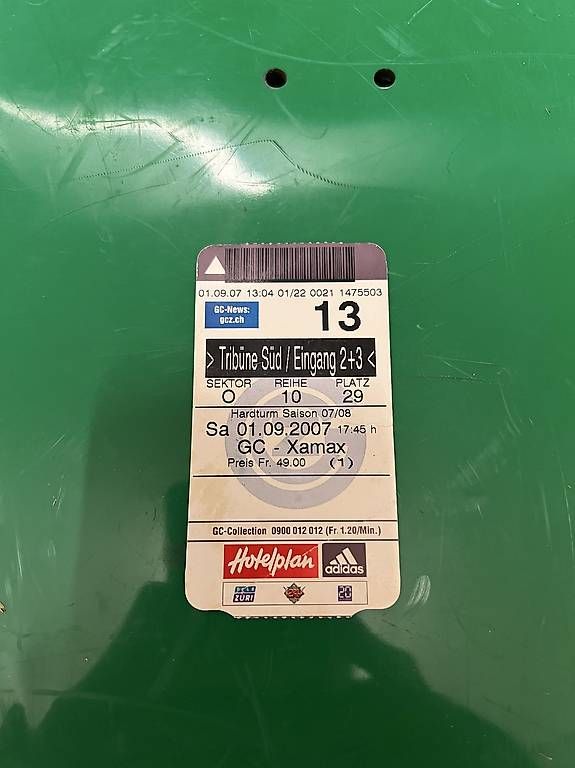 01.09.07 13:04 01/22 0021 1475503
GC-News:
gcz.ch
13
> Tribüne Süd / Eingang 2+3 <
SEKTOR REIHE PLATZ
O 10 29
Hardturm Saison 07/08
Sa 01.09.2007 17:45 h
GC - Xamax
Preis Fr. 49.00 (1)
GC-Collection 0900 012 012 (Fr. 1.20/Min.)
Hotelplan adidas
ZÜRI 20